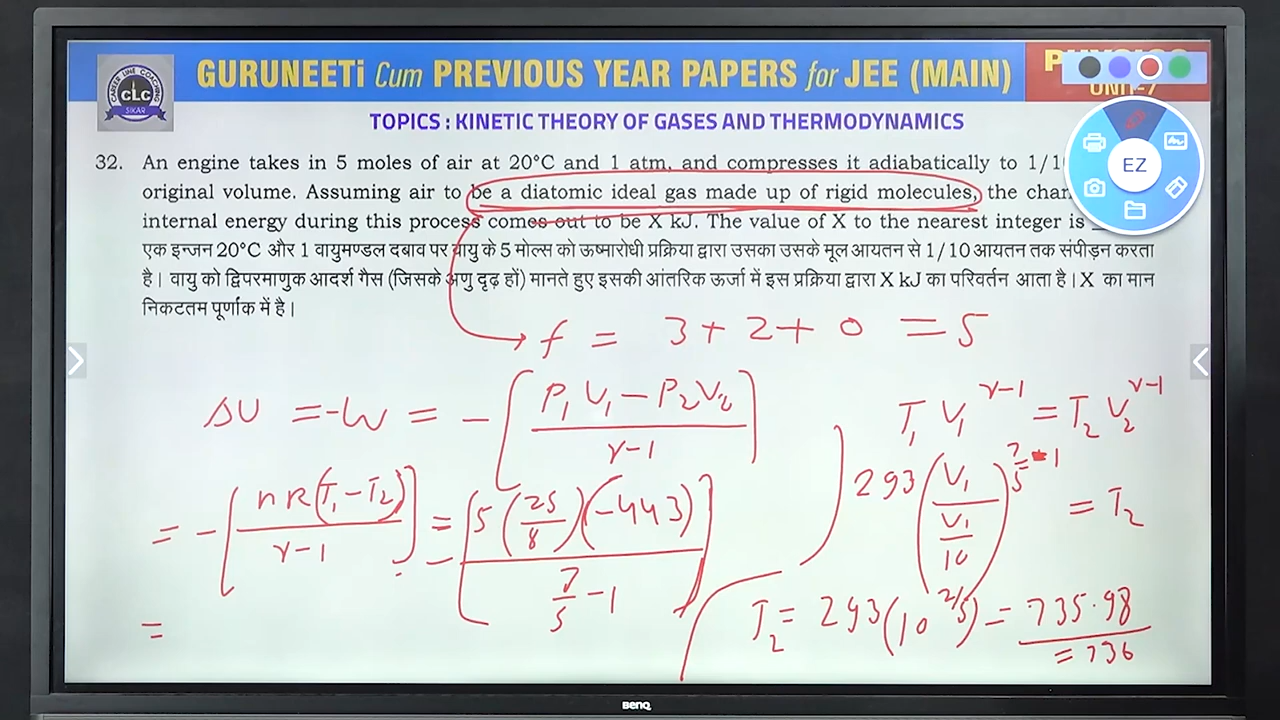 GURUNEETi Cum PREVIOUS YEAR PAPERS for JEE (MAIN)
UNIT-7
CAREER LINE COACHING
CLC
SIKAR
TOPICS : KINETIC THEORY OF GASES AND THERMODYNAMICS
EZ
32. An engine takes in 5 moles of air at 20°C and 1 atm, and compresses it adiabatically to
original volume. Assuming air to be a diatomic ideal gas made up of rigid molecules, the
internal energy during this process comes out to be X kJ. The value of X to the nearest integer is
एक इन्जन 20°C और 1 वायुमण्डल दबाव पर वायु के 5 मोल्स को ऊष्मारोधी प्रक्रिया द्वारा उसका उसके मूल आयतन से 1/10 आयतन तक संपीड़न करता
है। वायु को द्विपरमाणुक आदर्श गैस (जिसके अणु दृढ़ हों) मानते हुए इसकी आंतरिक ऊर्जा में इस प्रक्रिया द्वारा X kJ का परिवर्तन आता है। X का मान
निकटतम पूर्णांक में है।
f = 3+2+0 = 5
ΔU = -W = - [ (P₁V₁ - P₂V₂) / (γ-1) ]
= - [ nR(T₁-T₂) / (γ-1) ] = - [ 5 (25/8) (-443) / (7/5 - 1) ]
=
T₁V₁^(γ-1) = T₂V₂^(γ-1)
293 (V₁ / (V₁/10))^(7/5 - 1) = T₂
T₂ = 293(10^(2/5)) = 735.98
= 736
BenQ